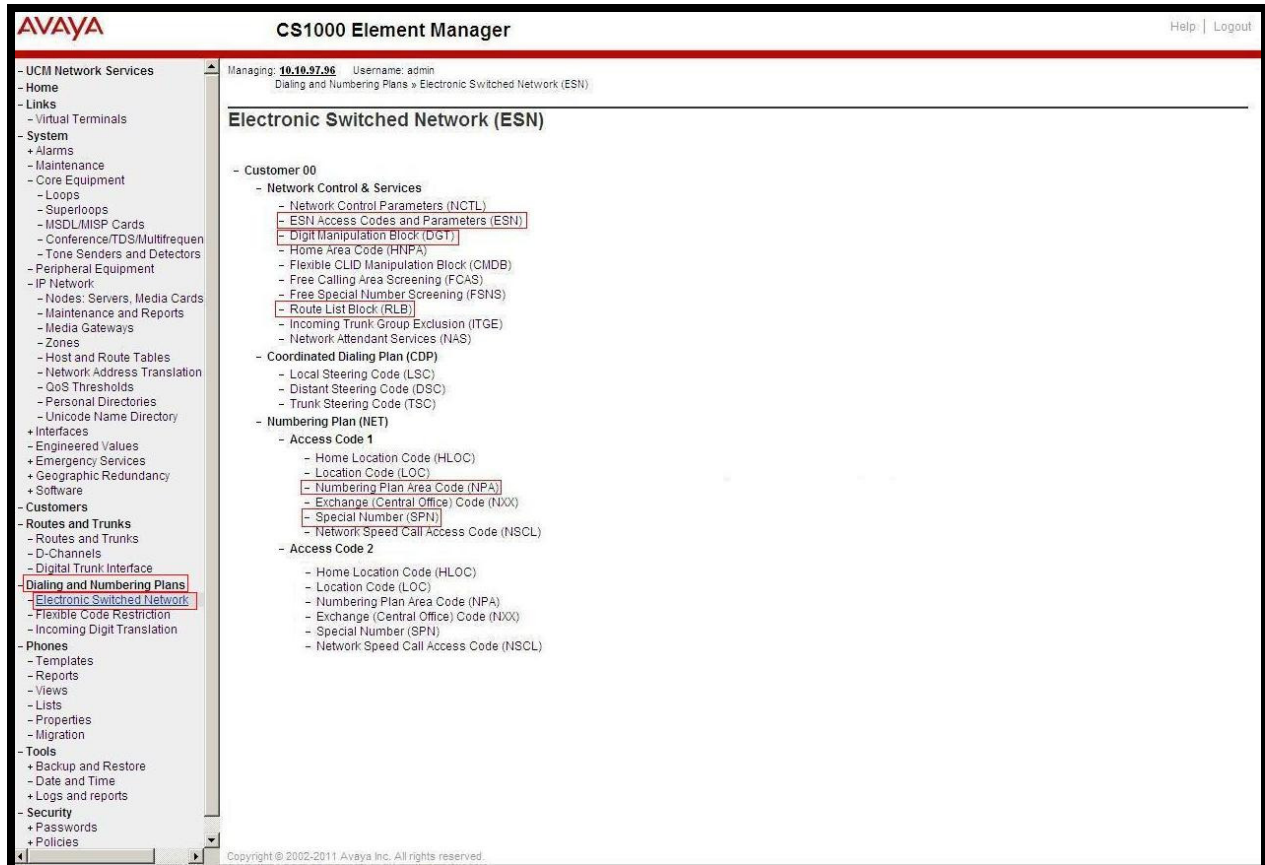 AVAYA
CS1000 Element Manager
Help | Logout
- UCM Network Services
- Home
- Links
- Virtual Terminals
- System
+ Alarms
- Maintenance
- Core Equipment
- Loops
- Superloops
- MSDL/MISP Cards
- Conference/TDS/Multifrequen
- Tone Senders and Detectors
- Peripheral Equipment
- IP Network
- Nodes: Servers, Media Cards
- Maintenance and Reports
- Media Gateways
- Zones
- Host and Route Tables
- Network Address Translation
- QoS Thresholds
- Personal Directories
- Unicode Name Directory
+ Interfaces
- Engineered Values
+ Emergency Services
+ Geographic Redundancy
+ Software
- Customers
- Routes and Trunks
- Routes and Trunks
- D-Channels
- Digital Trunk Interface
- Dialing and Numbering Plans
- Electronic Switched Network
- Flexible Code Restriction
- Incoming Digit Translation
- Phones
- Templates
- Reports
- Views
- Lists
- Properties
- Migration
- Tools
+ Backup and Restore
- Date and Time
+ Logs and reports
- Security
+ Passwords
+ Policies
Managing: 10.10.97.96 Username: admin
Dialing and Numbering Plans » Electronic Switched Network (ESN)
Electronic Switched Network (ESN)
- Customer 00
- Network Control & Services
- Network Control Parameters (NCTL)
- ESN Access Codes and Parameters (ESN)
- Digit Manipulation Block (DGT)
- Home Area Code (HNPA)
- Flexible CLID Manipulation Block (CMDB)
- Free Calling Area Screening (FCAS)
- Free Special Number Screening (FSNS)
- Route List Block (RLB)
- Incoming Trunk Group Exclusion (ITGE)
- Network Attendant Services (NAS)
- Coordinated Dialing Plan (CDP)
- Local Steering Code (LSC)
- Distant Steering Code (DSC)
- Trunk Steering Code (TSC)
- Numbering Plan (NET)
- Access Code 1
- Home Location Code (HLOC)
- Location Code (LOC)
- Numbering Plan Area Code (NPA)
- Exchange (Central Office) Code (NXX)
- Special Number (SPN)
- Network Speed Call Access Code (NSCL)
- Access Code 2
- Home Location Code (HLOC)
- Location Code (LOC)
- Numbering Plan Area Code (NPA)
- Exchange (Central Office) Code (NXX)
- Special Number (SPN)
- Network Speed Call Access Code (NSCL)
Copyright © 2002-2011 Avaya Inc. All rights reserved.